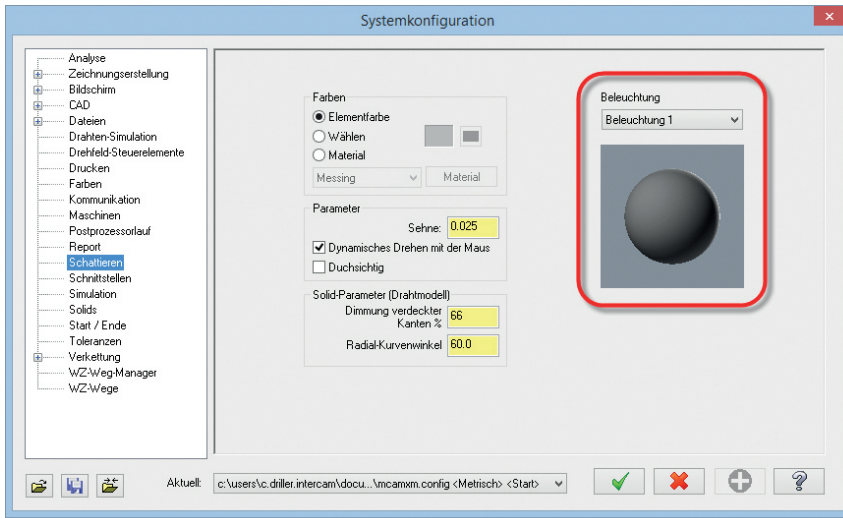 Systemkonfiguration
Analyse
Zeichnungserstellung
Bildschirm
CAD
Dateien
Drahten-Simulation
Drehfeld-Steuerelemente
Drucken
Farben
Kommunikation
Maschinen
Postprozessorlauf
Report
Schattieren
Schnittstellen
Simulation
Solids
Start / Ende
Toleranzen
Verkettung
WZ-Weg-Manager
WZ-Wege
Farben
Elementfarbe
Wählen
Material
Messing
Material
Parameter
Sehne: 0.025
Dynamisches Drehen mit der Maus
Duchsichtig
Solid-Parameter (Drahtmodell)
Dimmung verdeckter
Kanten % 66
Radial-Kurvenwinkel 60.0
Beleuchtung
Beleuchtung 1
Aktuell: c:\users\c.driller.intercam\docu...\mcamxm.config <Metrisch> <Start>